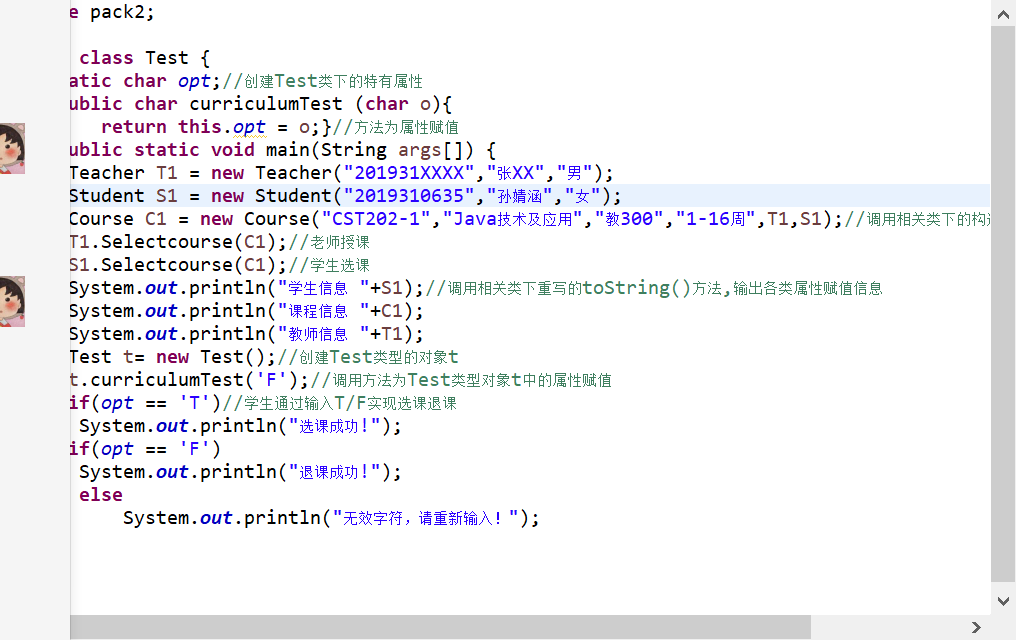 e pack2;
class Test {
atic char opt;//创建Test类下的特有属性
ublic char curriculumTest (char o){
return this.opt = o;}//方法为属性赋值
ublic static void main(String args[]) {
Teacher T1 = new Teacher("201931XXXX","张XX","男");
Student S1 = new Student("2019310635","孙婧涵","女");
Course C1 = new Course("CST202-1","Java技术及应用","教300","1-16周",T1,S1);//调用相关类下的构造
T1.Selectcourse(C1);//老师授课
S1.Selectcourse(C1);//学生选课
System.out.println("学生信息 "+S1);//调用相关类下重写的toString()方法,输出各类属性赋值信息
System.out.println("课程信息 "+C1);
System.out.println("教师信息 "+T1);
Test t= new Test();//创建Test类型的对象t
t.curriculumTest('F');//调用方法为Test类型对象t中的属性赋值
if(opt == 'T')//学生通过输入T/F实现选课退课
System.out.println("选课成功!");
if(opt == 'F')
System.out.println("退课成功!");
else
System.out.println("无效字符，请重新输入！");